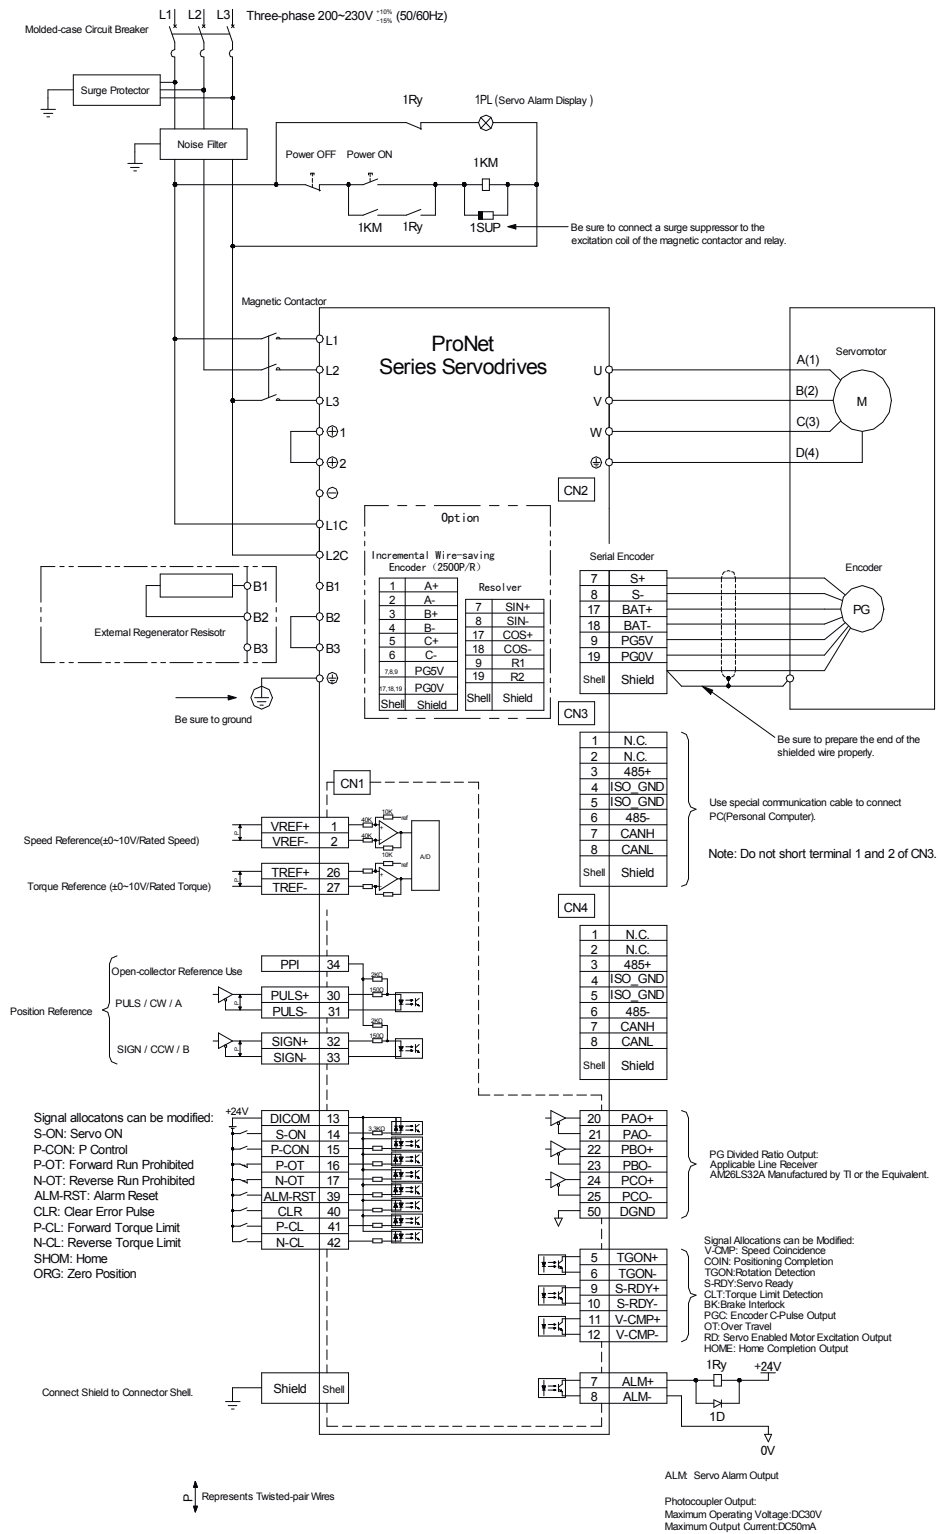 L1 L2 L3 Three-phase 200~230V +10% -15% (50/60Hz)
Molded-case Circuit Breaker
Surge Protector
Noise Filter
1Ry 1PL (Servo Alarm Display )
Power OFF Power ON
1KM
1KM 1Ry 1SUP
Be sure to connect a surge suppressor to the
excitation coil of the magnetic contactor and relay.
Magnetic Contactor
ProNet
Series Servodrives
L1
L2
L3
⊕1
⊕2
⊖
L1C
L2C
B1
B2
B3
U
V
W
A(1)
B(2)
C(3)
D(4)
Servomotor
M
External Regenerator Resisotr
B1
B2
B3
Be sure to ground
Option
Incremental Wire-saving
Encoder（2500P/R）
1 A+
2 A-
3 B+
4 B-
5 C+
6 C-
7,8,9 PG5V
17,18,19 PG0V
Shell Shield
Resolver
7 SIN+
8 SIN-
17 COS+
18 COS-
9 R1
19 R2
Shell Shield
CN2
Serial Encoder
7 S+
8 S-
17 BAT+
18 BAT-
9 PG5V
19 PG0V
Shell Shield
Encoder
PG
Be sure to prepare the end of the
shielded wire properly.
CN3
1 N.C.
2 N.C.
3 485+
4 ISO_GND
5 ISO_GND
6 485-
7 CANH
8 CANL
Shell Shield
Use special communication cable to connect
PC(Personal Computer).
Note: Do not short terminal 1 and 2 of CN3.
CN4
1 N.C.
2 N.C.
3 485+
4 ISO_GND
5 ISO_GND
6 485-
7 CANH
8 CANL
Shell Shield
CN1
Speed Reference(±0~10V/Rated Speed)
P
VREF+ 1
VREF- 2
10K
40K
40K
10K
ref
A/D
Torque Reference (±0~10V/Rated Torque)
P
TREF+ 26
TREF- 27
ref
Position Reference
Open-collector Reference Use
PULS / CW / A
SIGN / CCW / B
PPI 34
P
PULS+ 30
PULS- 31
P
SIGN+ 32
SIGN- 33
2KΩ
150Ω
2KΩ
150Ω
Signal allocatons can be modified:
S-ON: Servo ON
P-CON: P Control
P-OT: Forward Run Prohibited
N-OT: Reverse Run Prohibited
ALM-RST: Alarm Reset
CLR: Clear Error Pulse
P-CL: Forward Torque Limit
N-CL: Reverse Torque Limit
SHOM: Home
ORG: Zero Position
+24V
DICOM 13
S-ON 14
P-CON 15
P-OT 16
N-OT 17
ALM-RST 39
CLR 40
P-CL 41
N-CL 42
3.3KΩ
20 PAO+
21 PAO-
22 PBO+
23 PBO-
24 PCO+
25 PCO-
50 DGND
PG Divided Ratio Output:
Applicable Line Receiver
AM26LS32A Manufactured by TI or the Equivalent.
5 TGON+
6 TGON-
9 S-RDY+
10 S-RDY-
11 V-CMP+
12 V-CMP-
Signal Allocations can be Modified:
V-CMP: Speed Coincidence
COIN: Positioning Completion
TGON:Rotation Detection
S-RDY:Servo Ready
CLT:Torque Limit Detection
BK:Brake Interlock
PGC: Encoder C-Pulse Output
OT:Over Travel
RD: Servo Enabled Motor Excitation Output
HOME: Home Completion Output
Connect Shield to Connector Shell.
Shield Shell
7 ALM+
8 ALM-
1Ry
+24V
1D
0V
ALM: Servo Alarm Output
P Represents Twisted-pair Wires
Photocoupler Output:
Maximum Operating Voltage:DC30V
Maximum Output Current:DC50mA